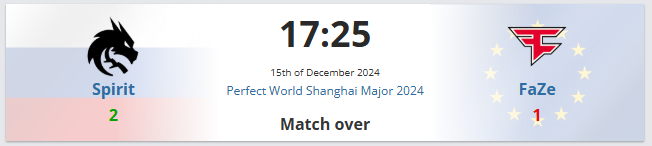 17:25
15th of December 2024
Spirit
Perfect World Shanghai Major 2024
FaZe
2
1
Match over